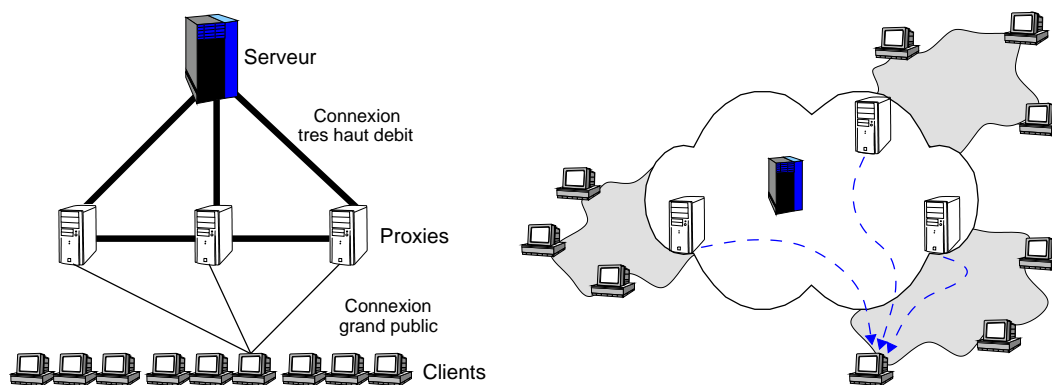 Serveur
Connexion
tres haut debit
Proxies
Connexion
grand public
Clients